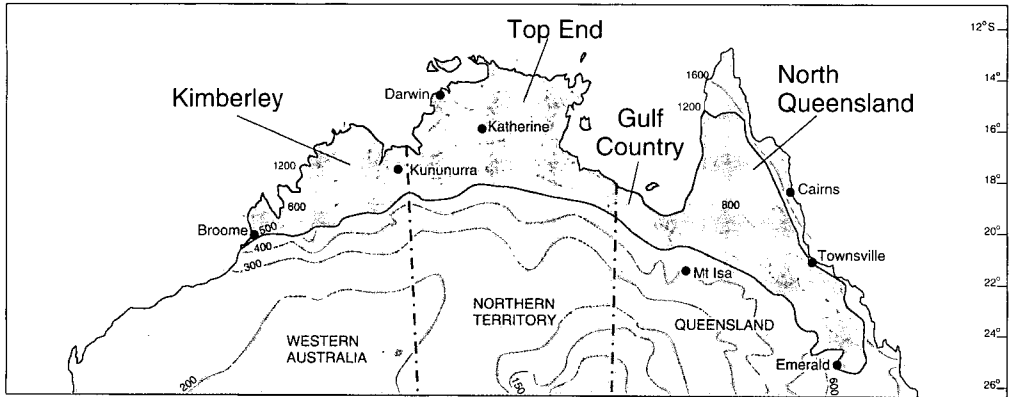 12°S
Top End
1600
14°
North
Queensland
Darwin
Kimberley
1200
Katherine
Gulf
Country
16°
1200
Kununurra
Cairns
18°
600
800
Broome
500
400
300
20°
Townsville
Mt Isa
22°
NORTHERN
TERRITORY
QUEENSLAND
WESTERN
AUSTRALIA
24°
Emerald
200
150
600
26°